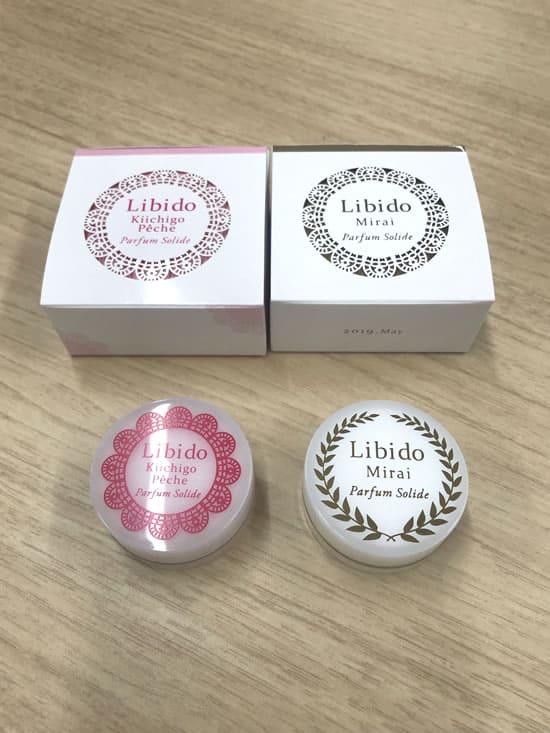 Libido
Kiichigo
Pêche
Parfum Solide
Libido
Mirai
Parfum Solide
2019.May
Libido
Kiichigo
Pêche
Parfum Solide
Libido
Mirai
Parfum Solide